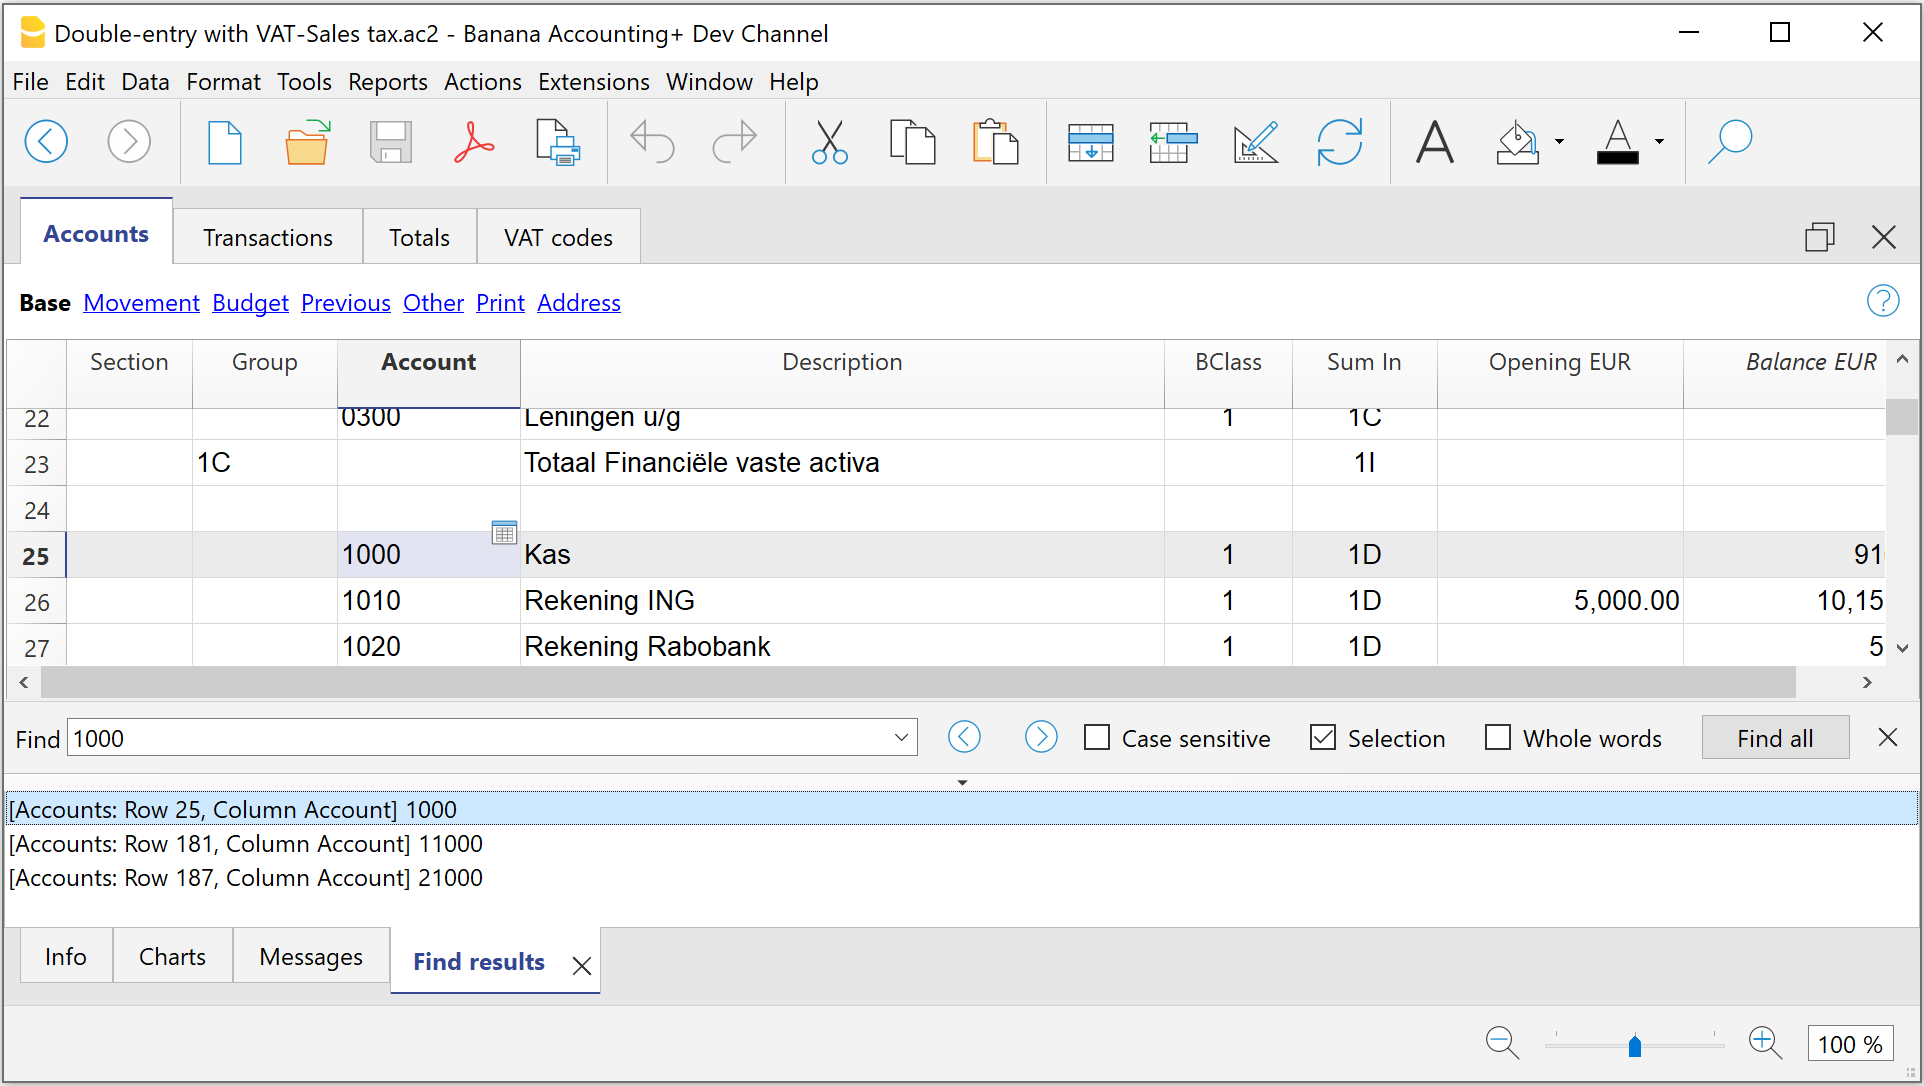 Double-entry with VAT-Sales tax.ac2 - Banana Accounting+ Dev Channel
File Edit Data Format Tools Reports Actions Extensions Window Help
Accounts Transactions Totals VAT codes
Base Movement Budget Previous Other Print Address
Section Group Account Description BClass Sum In Opening EUR Balance EUR
22 0300 Leningen u/g 1 1C
23 1C Totaal Financiële vaste activa 1I
24
25 1000 Kas 1 1D 91
26 1010 Rekening ING 1 1D 5,000.00 10,15
27 1020 Rekening Rabobank 1 1D 5
Find 1000 Case sensitive Selection Whole words Find all
[Accounts: Row 25, Column Account] 1000
[Accounts: Row 181, Column Account] 11000
[Accounts: Row 187, Column Account] 21000
Info Charts Messages Find results
100 %